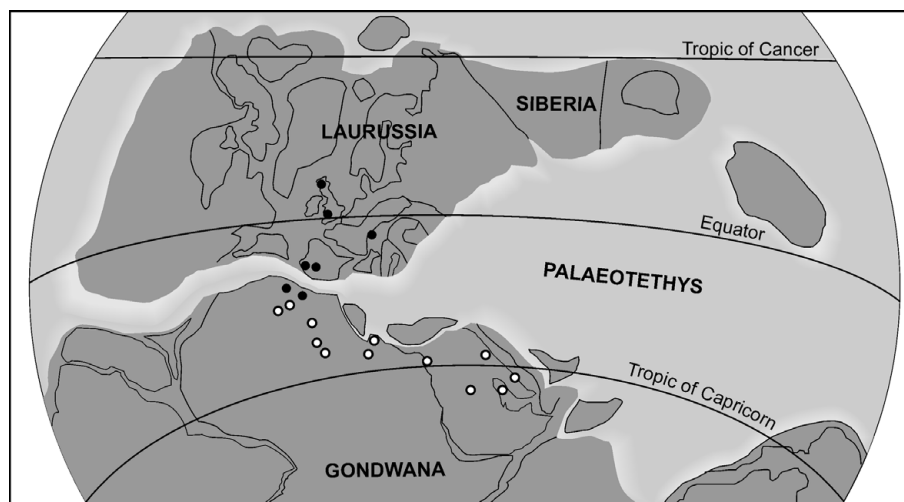 Tropic of Cancer
SIBERIA
LAURUSSIA
Equator
PALAEOTETHYS
Tropic of Capricorn
GONDWANA